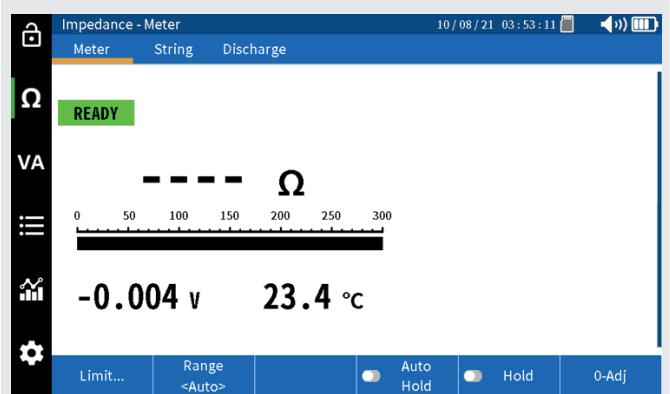 Impedance - Meter 10/08/21 03:53:11
Meter String Discharge
Ω
READY
VA
---- Ω
0 50 100 150 200 250 300
-0.004 V 23.4 °C
Limit... Range <Auto> Auto Hold Hold 0-Adj